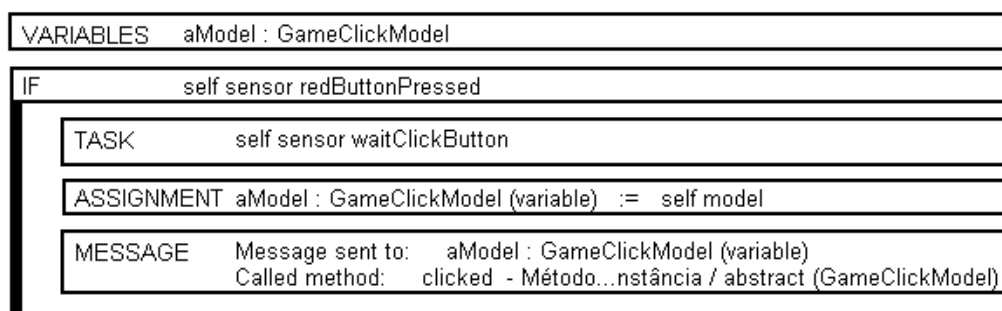 VARIABLES aModel : GameClickModel
IF self sensor redButtonPressed
TASK self sensor waitClickButton
ASSIGNMENT aModel : GameClickModel (variable) := self model
MESSAGE Message sent to: aModel : GameClickModel (variable)
Called method: clicked - Método...nstância / abstract (GameClickModel)